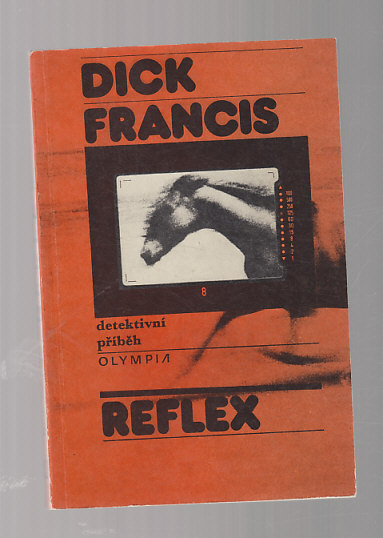 DICK
FRANCIS
8
detektivní
příběh
OLYMPIA
REFLEX